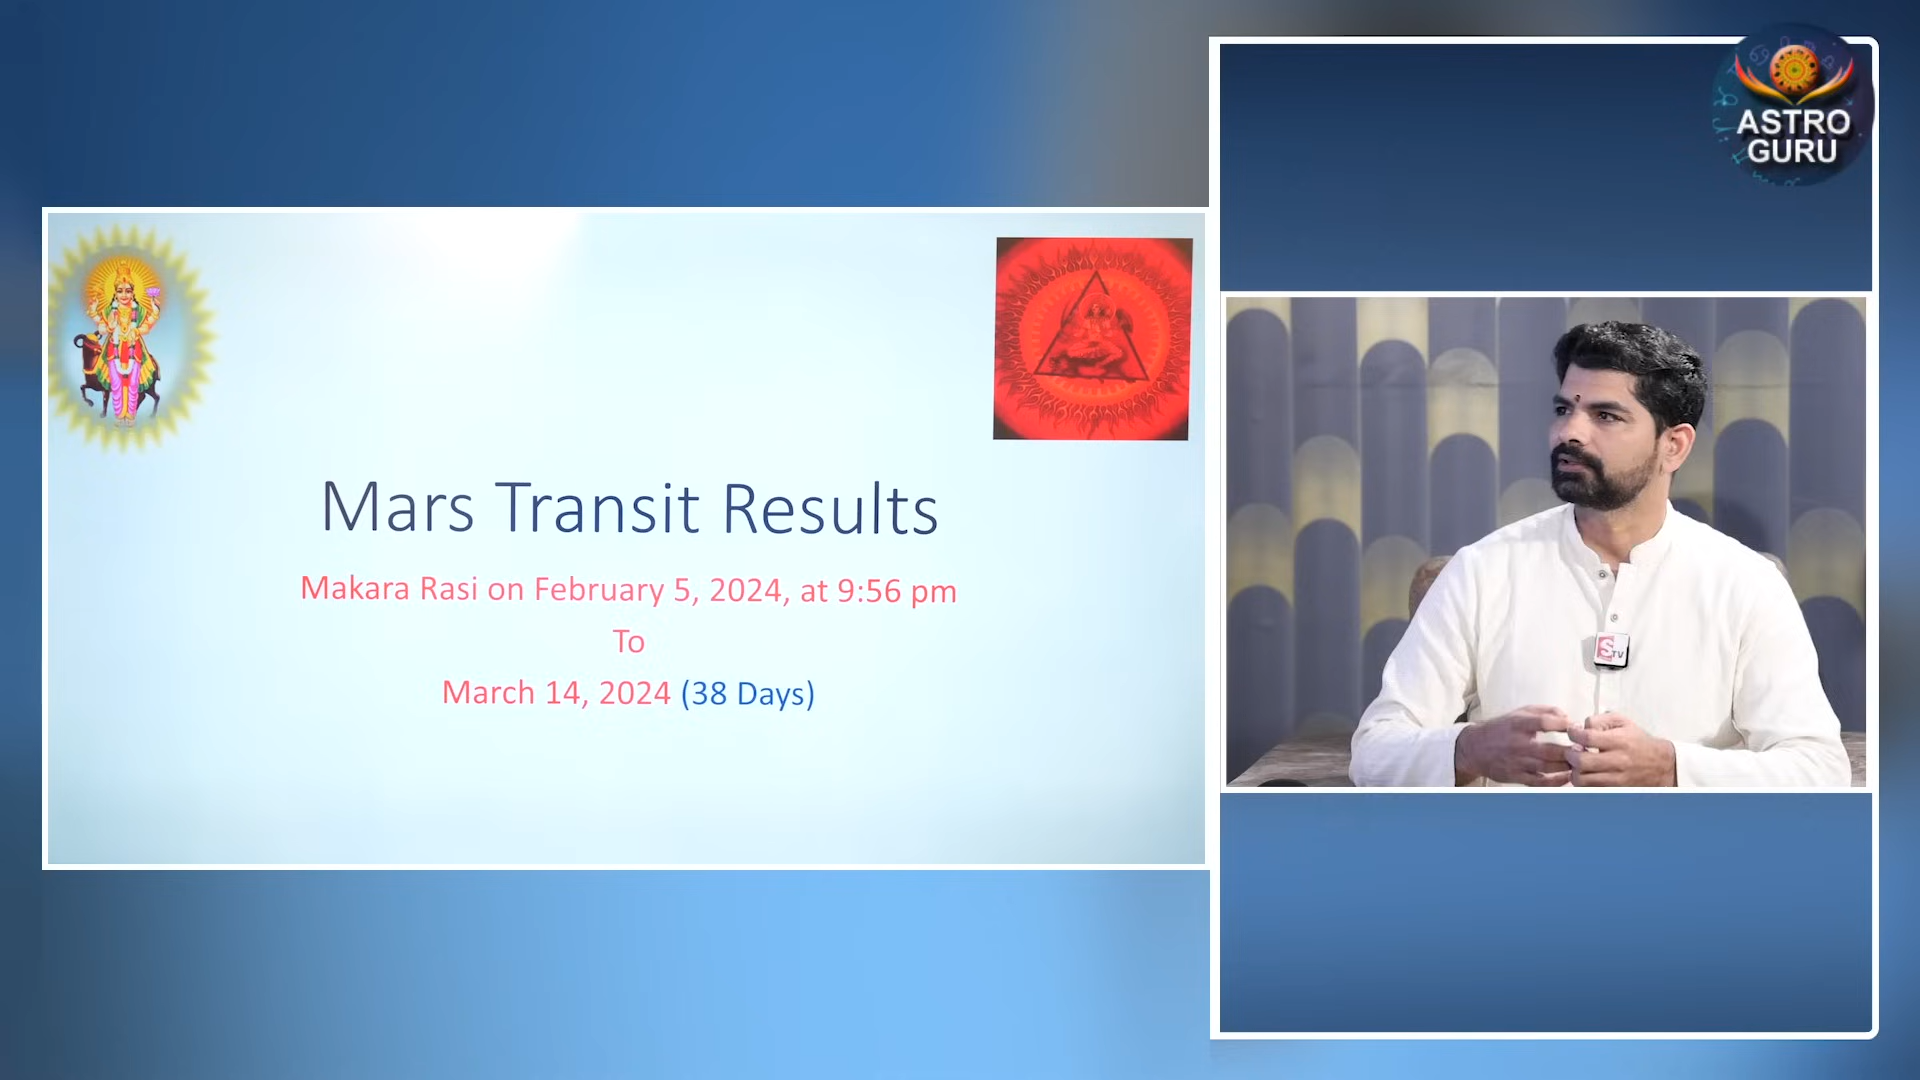 ASTRO
GURU
Mars Transit Results
Makara Rasi on February 5, 2024, at 9:56 pm
To
March 14, 2024 (38 Days)
STV